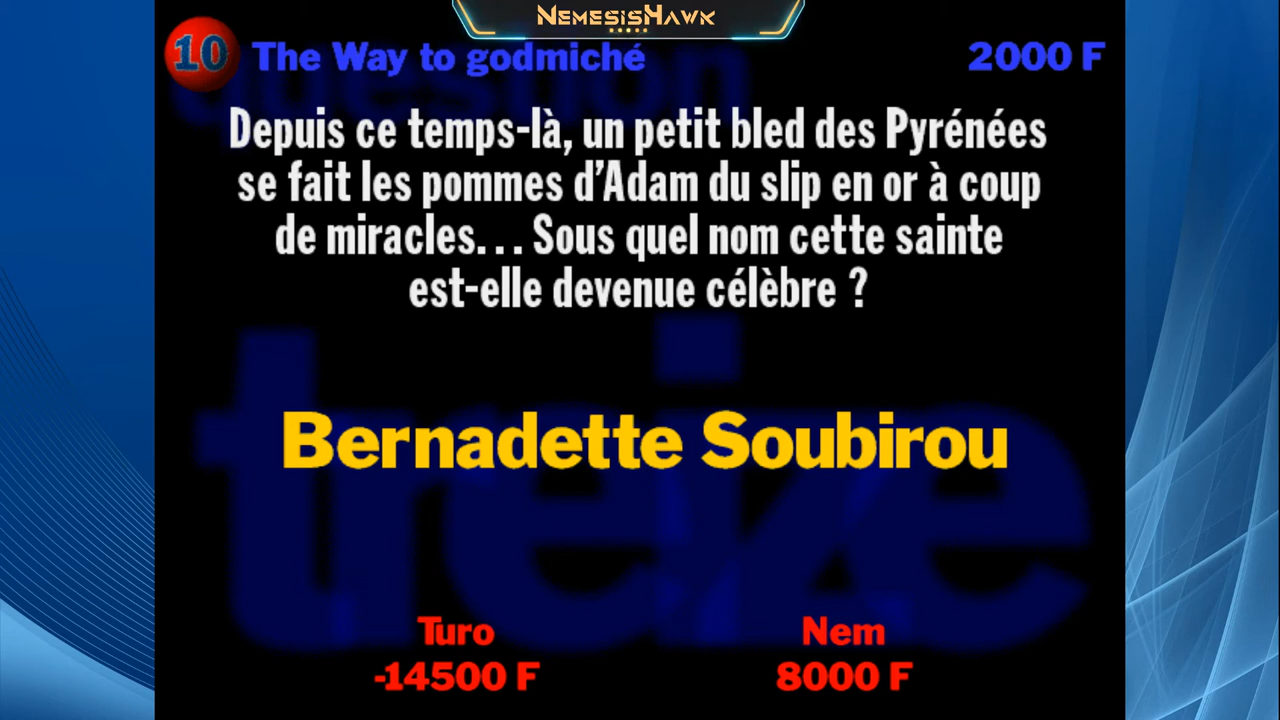 NemesisHawk
10 The Way to godmiché 2000 F
question
Depuis ce temps-là, un petit bled des Pyrénées
se fait les pommes d’Adam du slip en or à coup
de miracles... Sous quel nom cette sainte
est-elle devenue célèbre ?
treize
Bernadette Soubirou
Turo Nem
-14500 F 8000 F